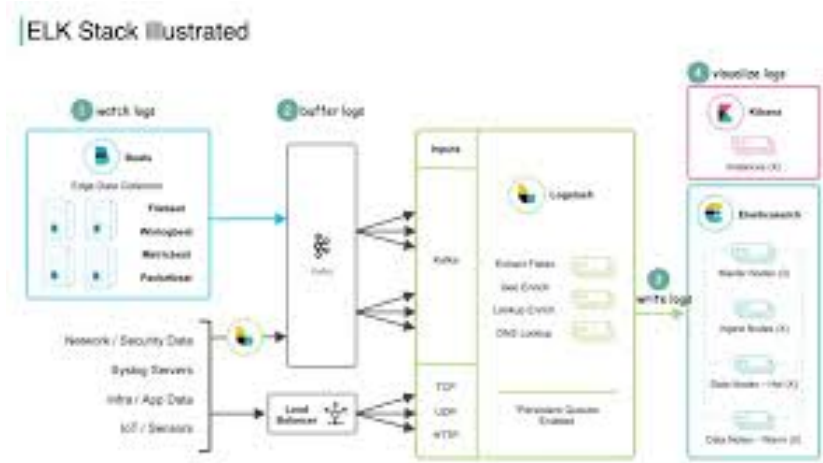 ELK Stack Illustrated
1 watch logs
Beats
Edge Data Collection
Filebeat
Winlogbeat
Metricbeat
Packetbeat
2 buffer logs
Kafka
Network / Security Data
Syslog Servers
Infra / App Data
IoT / Sensors
Load
Balancer
Inputs
Kafka
TCP
UDP
HTTP
Logstash
Extract Fields
Geo Enrich
Lookup Enrich
DNS Lookup
*Persistent Queues
Enabled
3
write logs
4 visualize logs
Kibana
Instances (X)
Elasticsearch
Master Nodes (3)
Ingest Nodes (X)
Data Nodes - Hot (X)
Data Nodes - Warm (X)